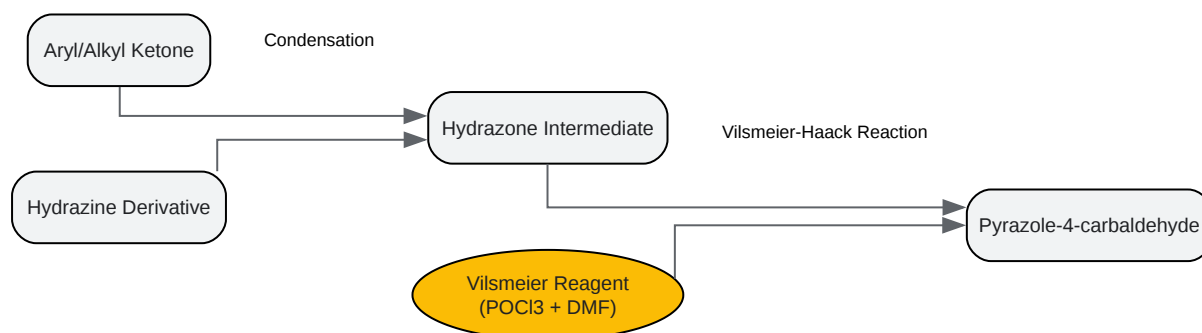 Aryl/Alkyl Ketone
Condensation
Hydrazine Derivative
Hydrazone Intermediate
Vilsmeier-Haack Reaction
Vilsmeier Reagent
(POCl3 + DMF)
Pyrazole-4-carbaldehyde